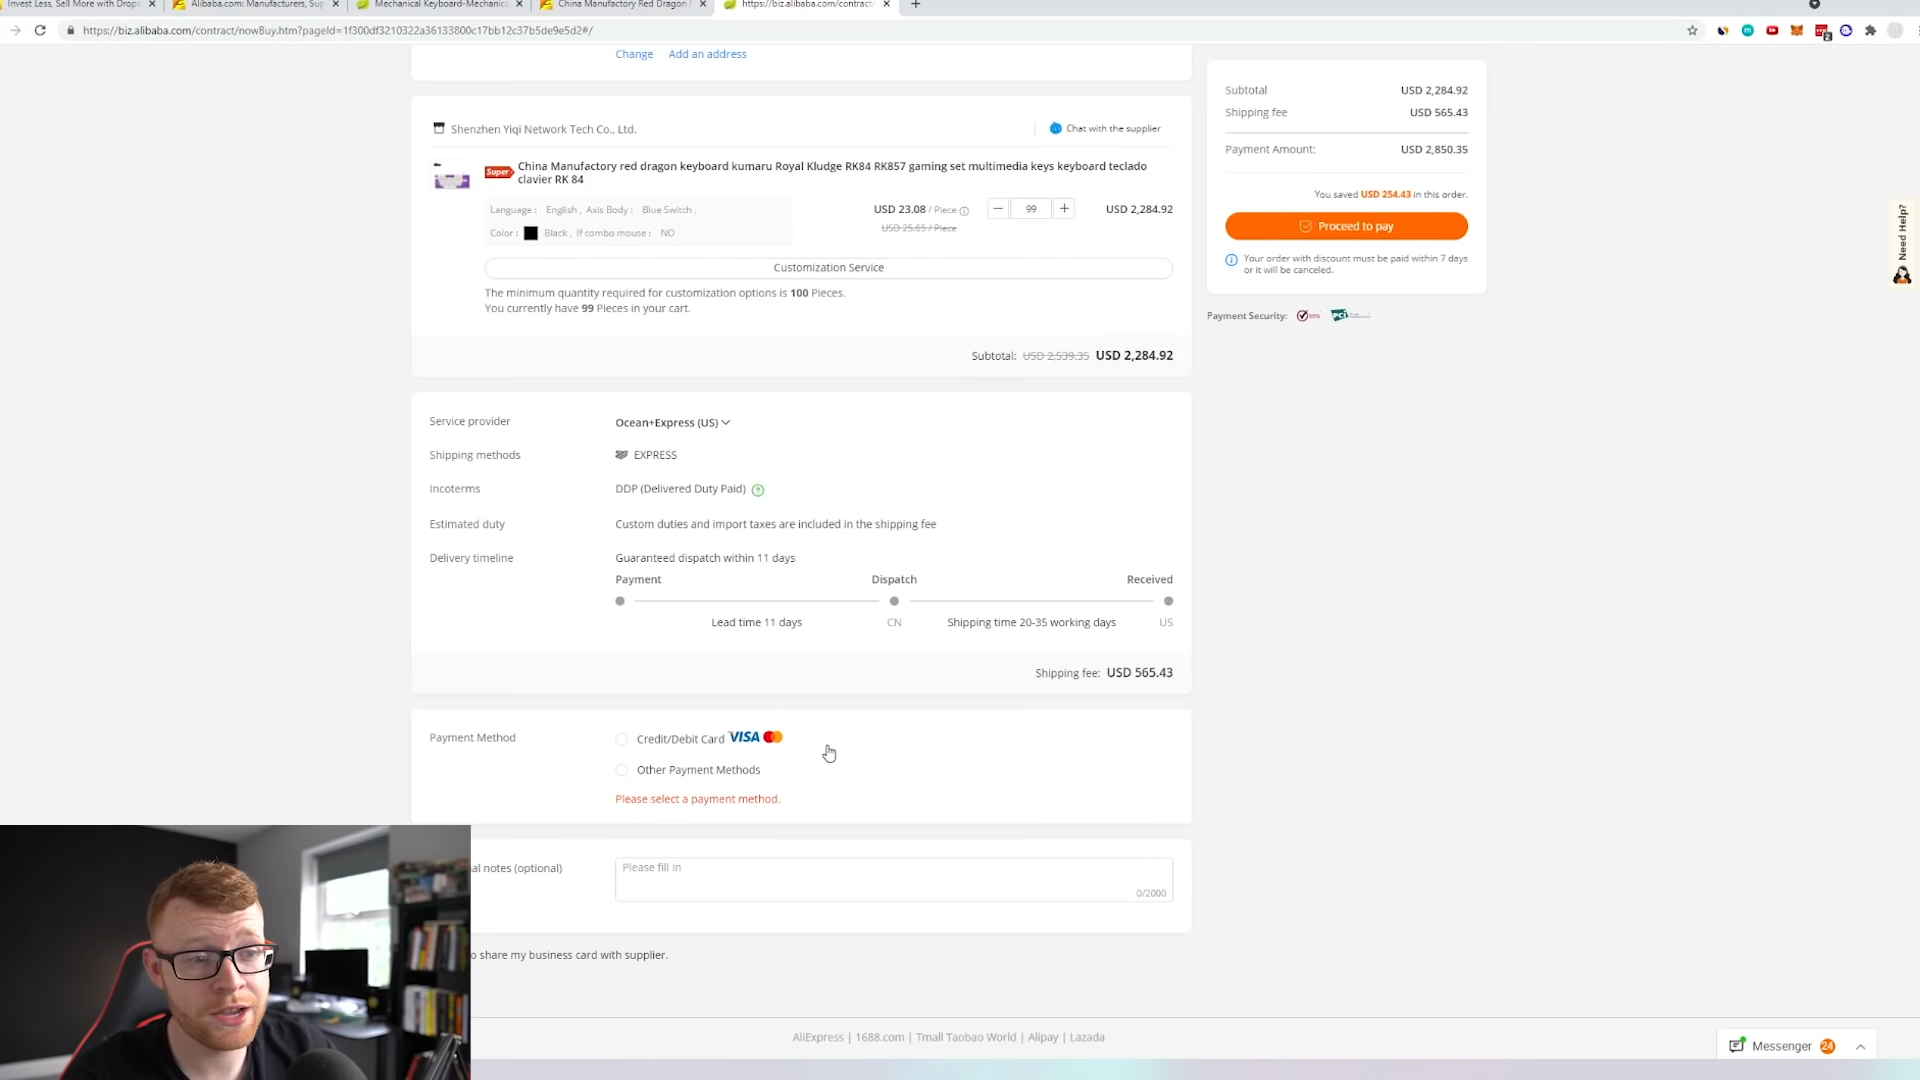 Invest Less, Sell More with Drops
Alibaba.com: Manufacturers, Sup
Mechanical Keyboard-Mechanica
China Manufactory Red Dragon
https://biz.alibaba.com/contract/
https://biz.alibaba.com/contract/nowBuy.htm?pageId=1f300df3210322a36133800c17bb12c37b5de9e5d2#/
Change Add an address
Shenzhen Yiqi Network Tech Co., Ltd.
Chat with the supplier
Super China Manufactory red dragon keyboard kumaru Royal Kludge RK84 RK857 gaming set multimedia keys keyboard teclado
clavier RK 84
Language : English , Axis Body : Blue Switch ,
Color : Black , If combo mouse : NO
USD 23.08 / Piece
USD 25.65 / Piece
− 99 +
USD 2,284.92
Customization Service
The minimum quantity required for customization options is 100 Pieces.
You currently have 99 Pieces in your cart.
Subtotal: USD 2,539.35 USD 2,284.92
Service provider Ocean+Express (US)
Shipping methods EXPRESS
Incoterms DDP (Delivered Duty Paid) ?
Estimated duty Custom duties and import taxes are included in the shipping fee
Delivery timeline Guaranteed dispatch within 11 days
Payment Dispatch Received
Lead time 11 days CN Shipping time 20-35 working days US
Shipping fee: USD 565.43
Payment Method Credit/Debit Card VISA
Other Payment Methods
Please select a payment method.
al notes (optional) Please fill in
0/2000
o share my business card with supplier.
AliExpress | 1688.com | Tmall Taobao World | Alipay | Lazada
Subtotal USD 2,284.92
Shipping fee USD 565.43
Payment Amount: USD 2,850.35
You saved USD 254.43 in this order.
Proceed to pay
Your order with discount must be paid within 7 days
or it will be canceled.
Payment Security: PCI
Need Help?
Messenger 24